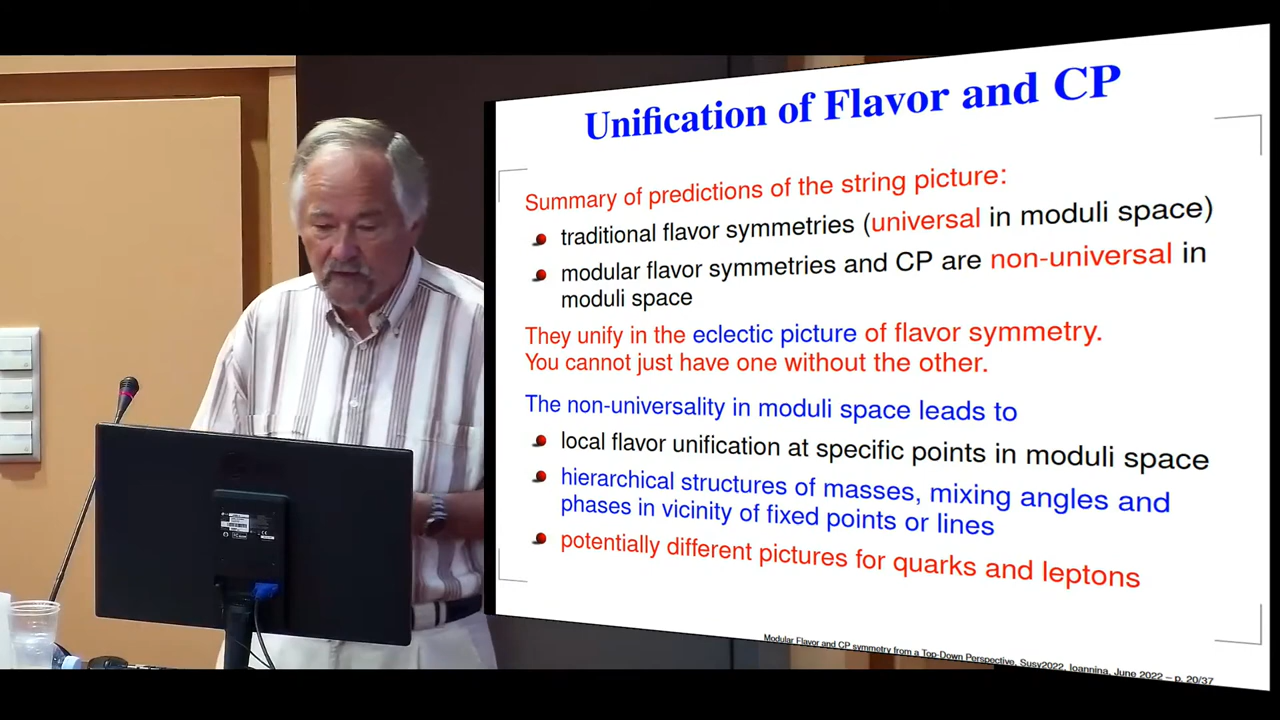 Unification of Flavor and CP
Summary of predictions of the string picture:
traditional flavor symmetries (universal in moduli space)
modular flavor symmetries and CP are non-universal in
moduli space
They unify in the eclectic picture of flavor symmetry.
You cannot just have one without the other.
The non-universality in moduli space leads to
local flavor unification at specific points in moduli space
hierarchical structures of masses, mixing angles and
phases in vicinity of fixed points or lines
potentially different pictures for quarks and leptons
Modular Flavor and CP symmetry from a Top-Down Perspective, Susy2022, Ioannina, June 2022 – p. 20/37